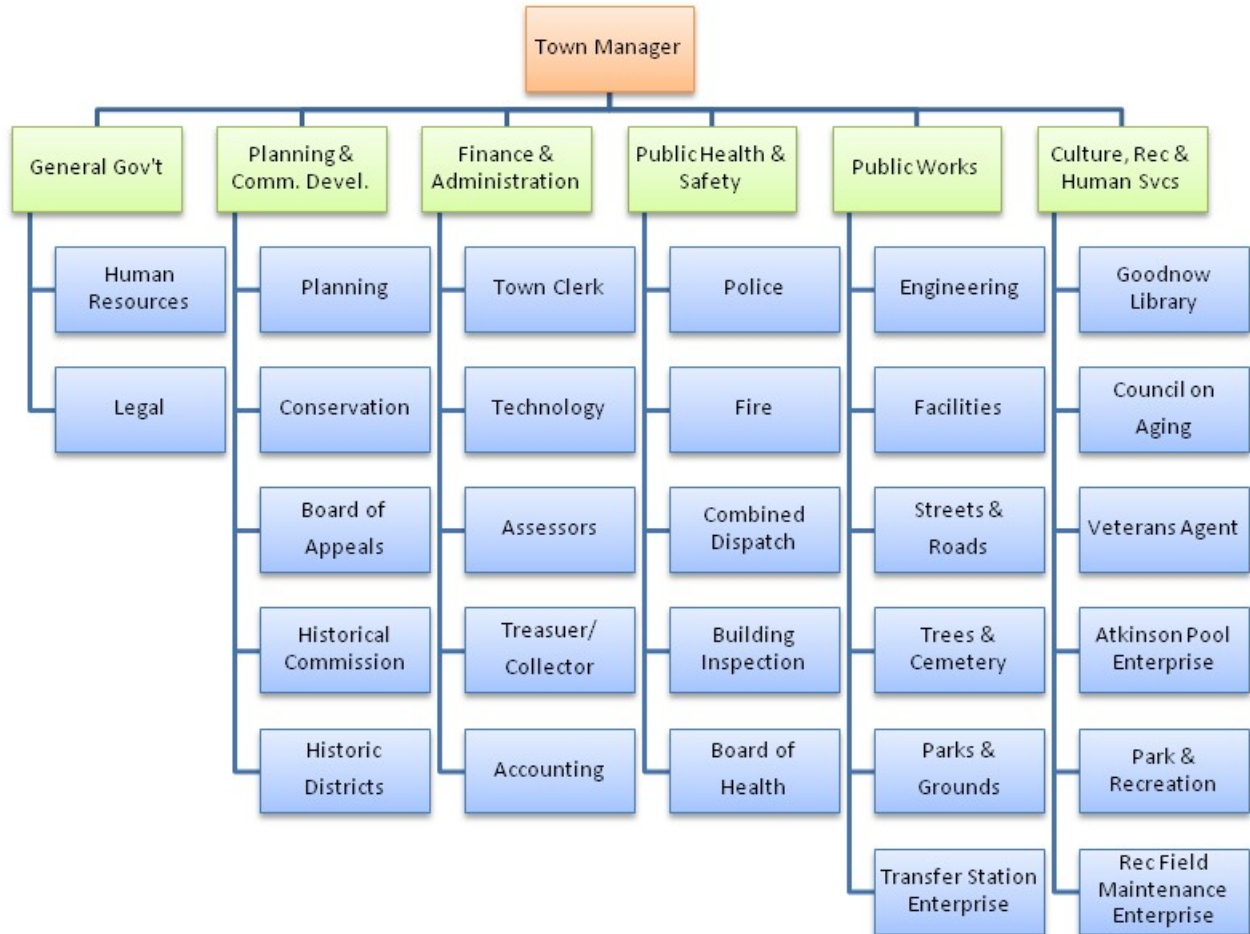 Town Manager
General Gov't
Planning &
Comm. Devel.
Finance &
Administration
Public Health &
Safety
Public Works
Culture, Rec &
Human Svcs
Human
Resources
Legal
Planning
Conservation
Board of
Appeals
Historical
Commission
Historic
Districts
Town Clerk
Technology
Assessors
Treasuer/
Collector
Accounting
Police
Fire
Combined
Dispatch
Building
Inspection
Board of
Health
Engineering
Facilities
Streets &
Roads
Trees &
Cemetery
Parks &
Grounds
Transfer Station
Enterprise
Goodnow
Library
Council on
Aging
Veterans Agent
Atkinson Pool
Enterprise
Park &
Recreation
Rec Field
Maintenance
Enterprise